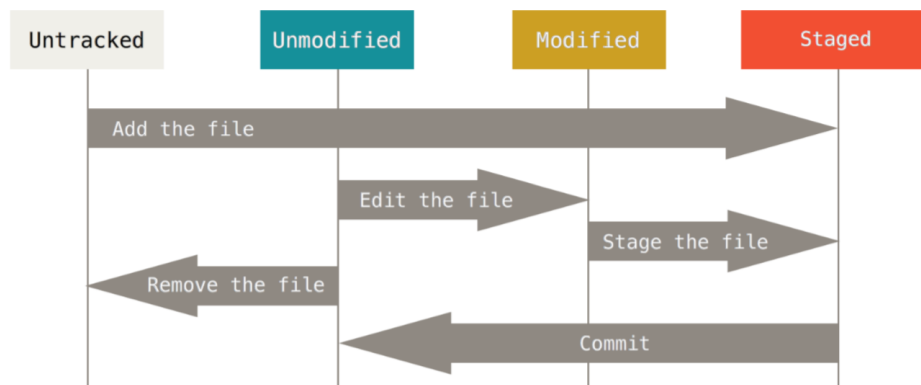 Untracked
Unmodified
Modified
Staged
Add the file
Edit the file
Stage the file
Remove the file
Commit